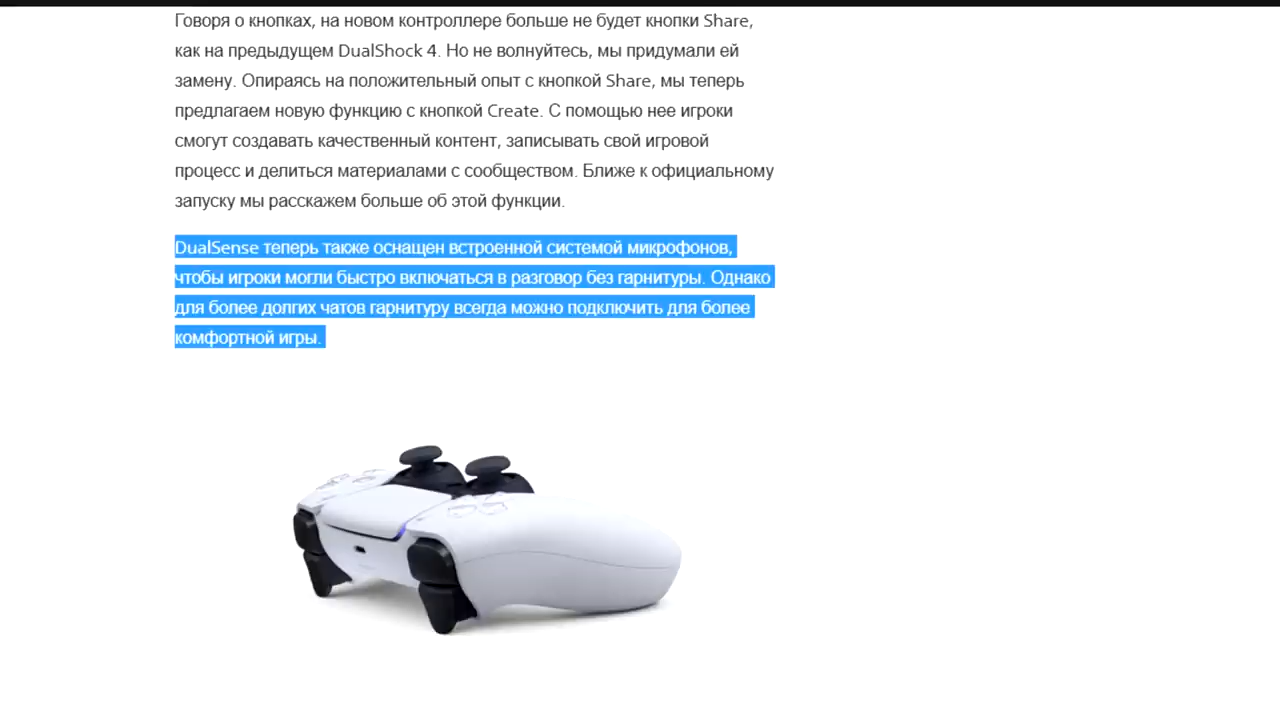 Говоря о кнопках, на новом контроллере больше не будет кнопки Share,
как на предыдущем DualShock 4. Но не волнуйтесь, мы придумали ей
замену. Опираясь на положительный опыт с кнопкой Share, мы теперь
предлагаем новую функцию с кнопкой Create. С помощью нее игроки
смогут создавать качественный контент, записывать свой игровой
процесс и делиться материалами с сообществом. Ближе к официальному
запуску мы расскажем больше об этой функции.
DualSense теперь также оснащен встроенной системой микрофонов,
чтобы игроки могли быстро включаться в разговор без гарнитуры. Однако
для более долгих чатов гарнитуру всегда можно подключить для более
комфортной игры.